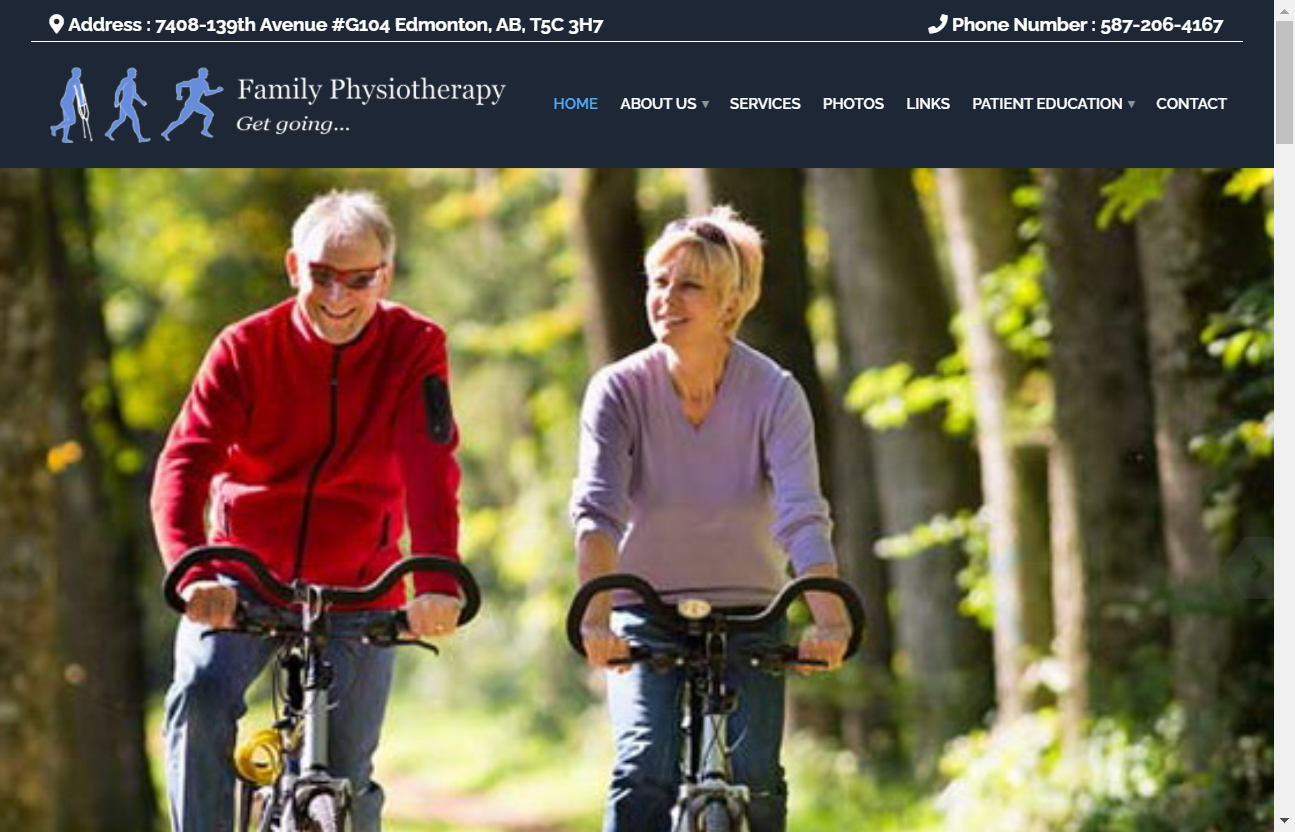 Address : 7408-139th Avenue #G104 Edmonton, AB, T5C 3H7
Phone Number : 587-206-4167
Family Physiotherapy
Get going...
HOME ABOUT US SERVICES PHOTOS LINKS PATIENT EDUCATION CONTACT